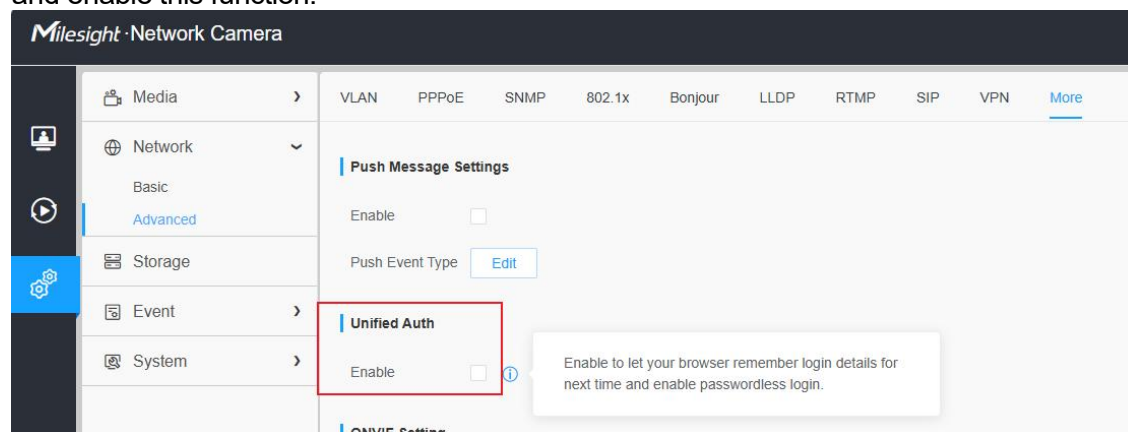 and enable this function.
Milesight · Network Camera
Media
VLAN PPPoE SNMP 802.1x Bonjour LLDP RTMP SIP VPN More
Network
Basic
Advanced
Storage
Event
System
Push Message Settings
Enable
Push Event Type Edit
Unified Auth
Enable
Enable to let your browser remember login details for
next time and enable passwordless login.
ONVIF Setting